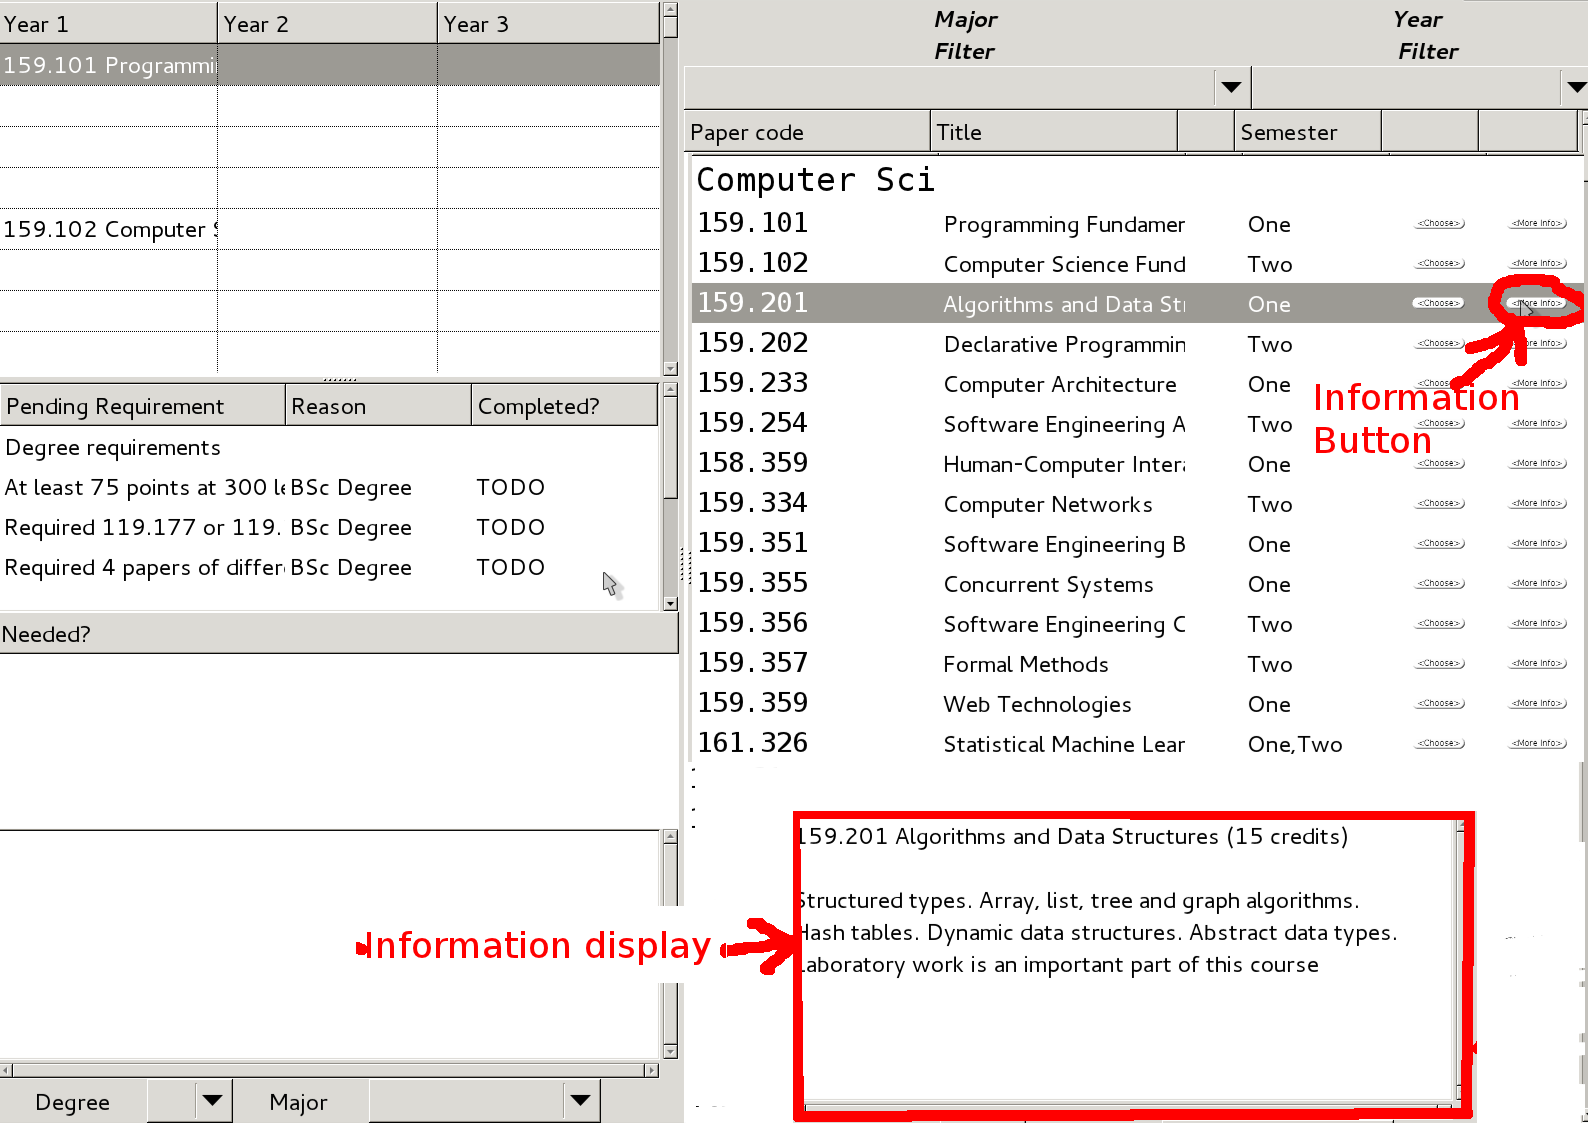 Year 1 Year 2 Year 3
159.101 Programmi
159.102 Computer
Pending Requirement Reason Completed?
Degree requirements
At least 75 points at 300 BSc Degree TODO
Required 119.177 or 119. BSc Degree TODO
Required 4 papers of differ BSc Degree TODO
Needed?
Degree Major
Major Year
Filter Filter
Paper code Title Semester
Computer Sci
159.101 Programming Fundamer One <Choose> <More Info>
159.102 Computer Science Fund Two <Choose> <More Info>
159.201 Algorithms and Data St One <Choose> <More Info>
159.202 Declarative Programmin Two <Choose> <More Info>
159.233 Computer Architecture One <Choose> <More Info>
159.254 Software Engineering A Two <Choose> <More Info>
158.359 Human-Computer Inter One <Choose> <More Info>
159.334 Computer Networks Two <Choose> <More Info>
159.351 Software Engineering B One <Choose> <More Info>
159.355 Concurrent Systems One <Choose> <More Info>
159.356 Software Engineering C Two <Choose> <More Info>
159.357 Formal Methods Two <Choose> <More Info>
159.359 Web Technologies One <Choose> <More Info>
161.326 Statistical Machine Lear One,Two <Choose> <More Info>
Information
Button
159.201 Algorithms and Data Structures (15 credits)
Structured types. Array, list, tree and graph algorithms.
Hash tables. Dynamic data structures. Abstract data types.
Laboratory work is an important part of this course
Information display